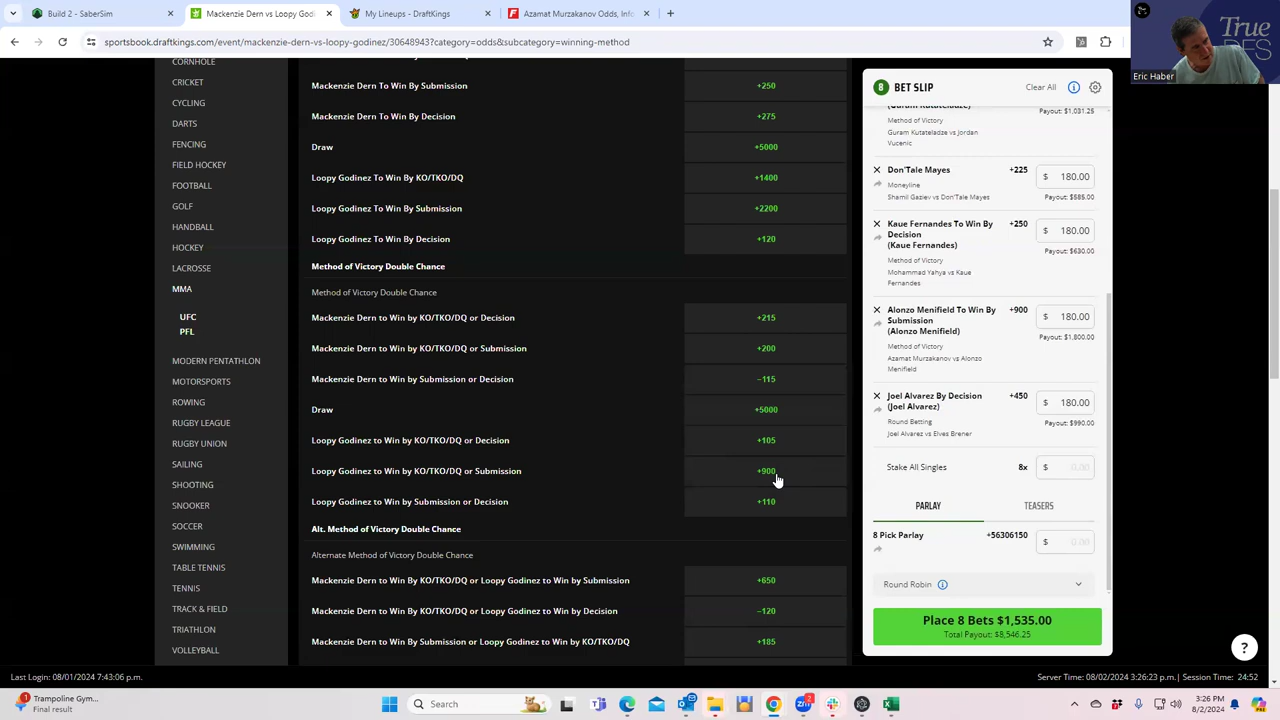 Build 2 - SaberSim
Mackenzie Dern vs Loopy God
My Lineups - DraftKings
Azamat Murzakanov Odds, Info
sportsbook.draftkings.com/event/mackenzie-dern-vs-loopy-godinez/30648943?category=odds&subcategory=winning-method
True
Eric Haber
CORNHOLE
CRICKET
CYCLING
DARTS
FENCING
FIELD HOCKEY
FOOTBALL
GOLF
HANDBALL
HOCKEY
LACROSSE
MMA
UFC
PFL
MODERN PENTATHLON
MOTORSPORTS
ROWING
RUGBY LEAGUE
RUGBY UNION
SAILING
SHOOTING
SNOOKER
SOCCER
SWIMMING
TABLE TENNIS
TENNIS
TRACK & FIELD
TRIATHLON
VOLLEYBALL
Mackenzie Dern To Win By Submission +250
Mackenzie Dern To Win By Decision +275
Draw +5000
Loopy Godinez To Win By KO/TKO/DQ +1400
Loopy Godinez To Win By Submission +2200
Loopy Godinez To Win By Decision +120
Method of Victory Double Chance
Method of Victory Double Chance
Mackenzie Dern to Win by KO/TKO/DQ or Decision +215
Mackenzie Dern to Win by KO/TKO/DQ or Submission +200
Mackenzie Dern to Win by Submission or Decision −115
Draw +5000
Loopy Godinez to Win by KO/TKO/DQ or Decision +105
Loopy Godinez to Win by KO/TKO/DQ or Submission +900
Loopy Godinez to Win by Submission or Decision +110
Alt. Method of Victory Double Chance
Alternate Method of Victory Double Chance
Mackenzie Dern to Win By KO/TKO/DQ or Loopy Godinez to Win by Submission +650
Mackenzie Dern to Win By KO/TKO/DQ or Loopy Godinez to Win by Decision −120
Mackenzie Dern to Win By Submission or Loopy Godinez to Win by KO/TKO/DQ +185
8 BET SLIP Clear All
(Guram Kutateladze)
Payout: $1,031.25
Method of Victory
Guram Kutateladze vs Jordan
Vucenic
Don'Tale Mayes +225 $ 180.00
Moneyline
Shamil Gaziev vs Don'Tale Mayes Payout: $585.00
Kaue Fernandes To Win By +250 $ 180.00
Decision
(Kaue Fernandes) Payout: $630.00
Method of Victory
Mohammad Yahya vs Kaue
Fernandes
Alonzo Menifield To Win By +900 $ 180.00
Submission
(Alonzo Menifield) Payout: $1,800.00
Method of Victory
Azamat Murzakanov vs Alonzo
Menifield
Joel Alvarez By Decision +450 $ 180.00
(Joel Alvarez)
Round Betting Payout: $990.00
Joel Alvarez vs Elves Brener
Stake All Singles 8x $ 0.00
PARLAY TEASERS
8 Pick Parlay +56306150 $ 0.00
Round Robin
Place 8 Bets $1,535.00
Total Payout: $8,546.25
?
Last Login: 08/01/2024 7:43:06 p.m. Server Time: 08/02/2024 3:26:23 p.m.| Session Time: 24:52
1
Trampoline Gym...
Final result
Search
2
3:26 PM
8/2/2024